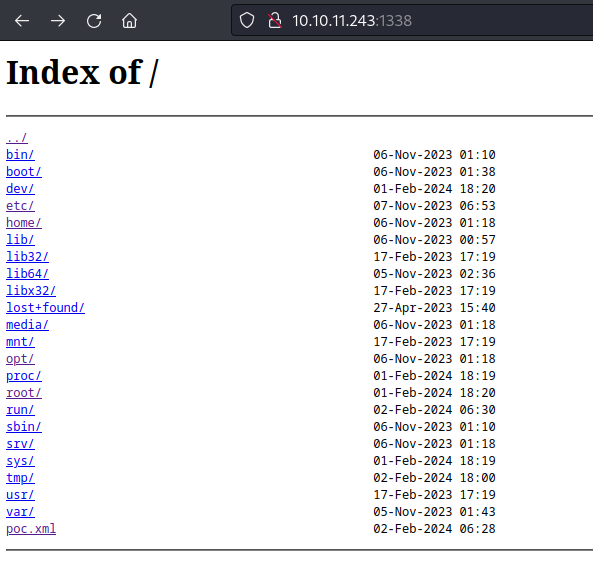 10.10.11.243:1338
Index of /
../
bin/ 06-Nov-2023 01:10
boot/ 06-Nov-2023 01:38
dev/ 01-Feb-2024 18:20
etc/ 07-Nov-2023 06:53
home/ 06-Nov-2023 01:18
lib/ 06-Nov-2023 00:57
lib32/ 17-Feb-2023 17:19
lib64/ 05-Nov-2023 02:36
libx32/ 17-Feb-2023 17:19
lost+found/ 27-Apr-2023 15:40
media/ 06-Nov-2023 01:18
mnt/ 17-Feb-2023 17:19
opt/ 06-Nov-2023 01:18
proc/ 01-Feb-2024 18:19
root/ 01-Feb-2024 18:20
run/ 02-Feb-2024 06:30
sbin/ 06-Nov-2023 01:10
srv/ 06-Nov-2023 01:18
sys/ 01-Feb-2024 18:19
tmp/ 02-Feb-2024 18:00
usr/ 17-Feb-2023 17:19
var/ 05-Nov-2023 01:43
poc.xml 02-Feb-2024 06:28